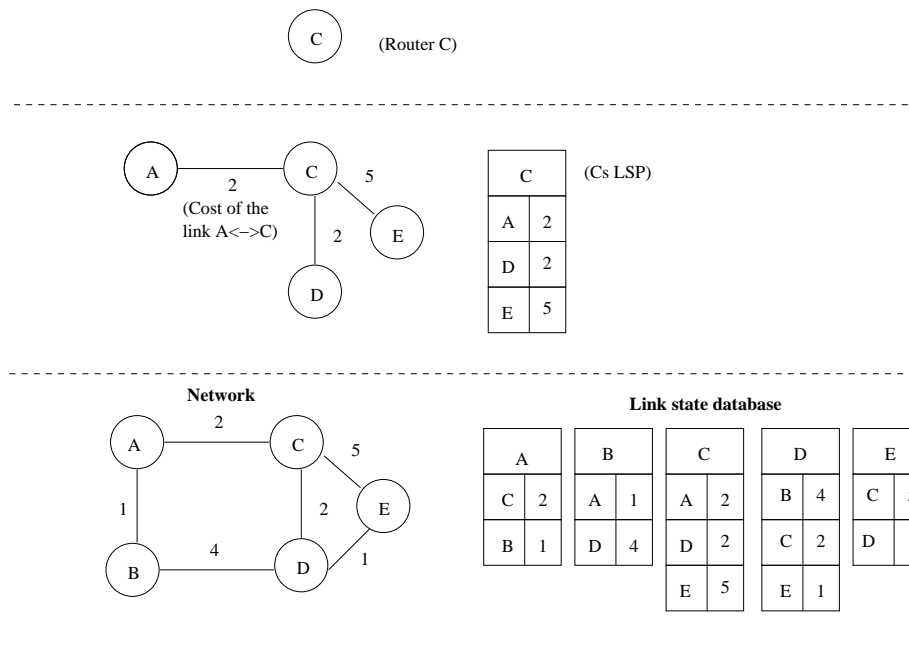 C (Router C)
A C 5
2
(Cost of the
link A<->C)
2 E
D
C (Cs LSP)
A 2
D 2
E 5
Network
2
A C 5
1 2 E
4 1
B D
Link state database
A B C D E
C 2 A 1 A 2 B 4 C
B 1 D 4 D 2 C 2 D
E 5 E 1